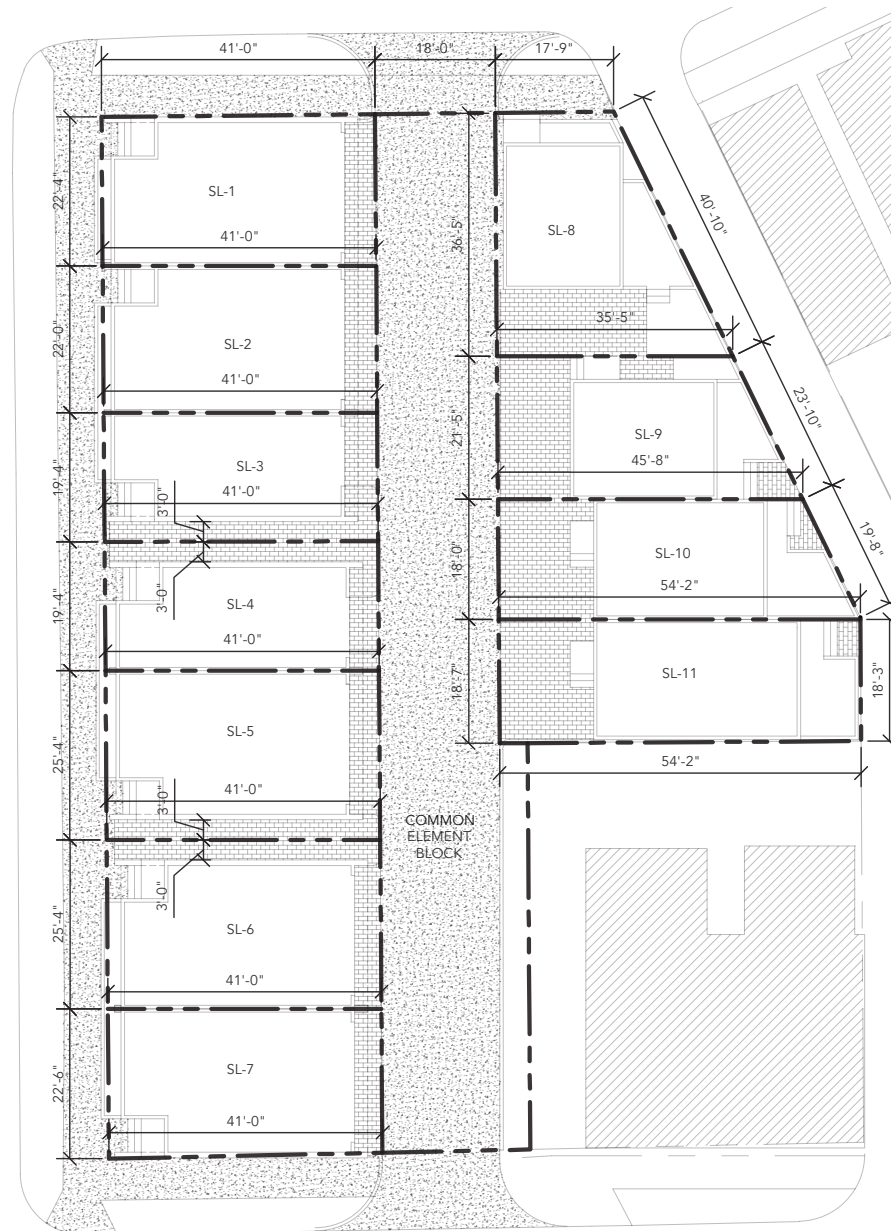 41'-0"
18'-0"
17'-9"
22'-4"
SL-1
41'-0"
36'-5"
SL-8
40'-10"
22'-0"
SL-2
41'-0"
35'-5"
19'-4"
SL-3
41'-0"
3'-0"
21'-5"
SL-9
45'-8"
23'-10"
19'-4"
3'-0"
SL-4
41'-0"
18'-0"
SL-10
54'-2"
19'-8"
25'-4"
SL-5
41'-0"
3'-0"
18'-7"
SL-11
18'-3"
54'-2"
COMMON
ELEMENT
BLOCK
25'-4"
3'-0"
SL-6
41'-0"
22'-6"
SL-7
41'-0"